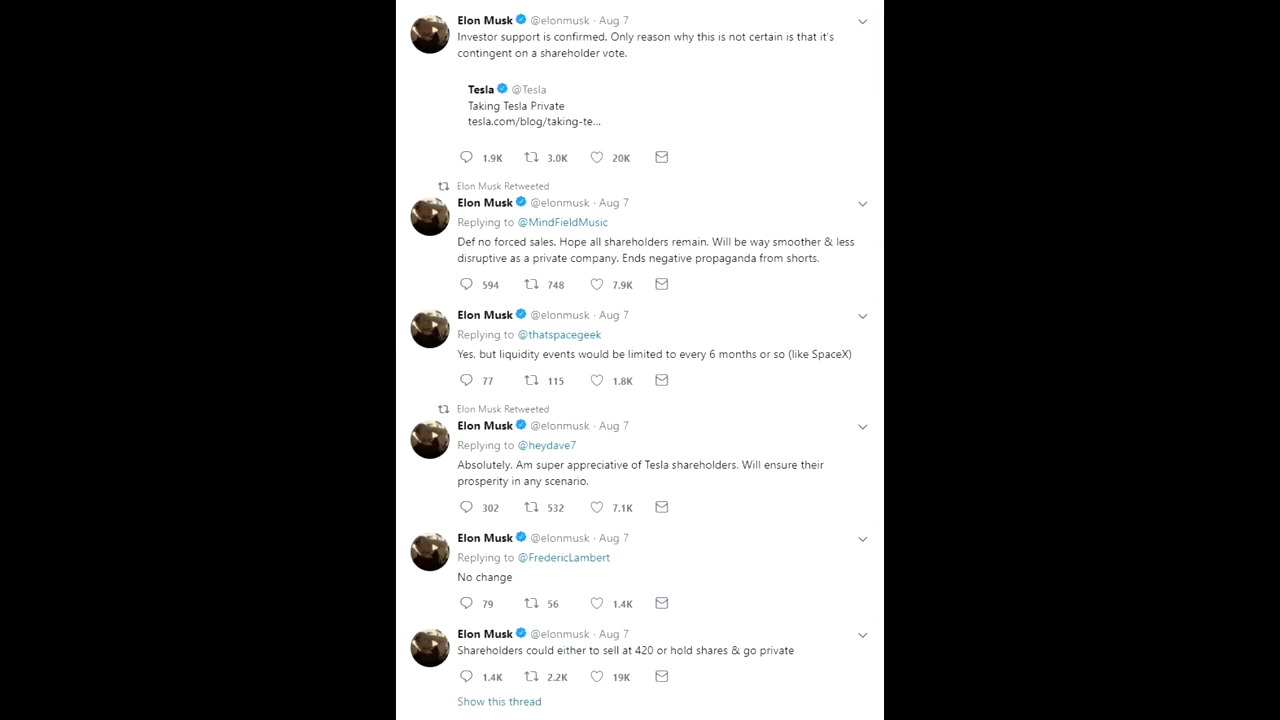 Elon Musk @elonmusk · Aug 7
Investor support is confirmed. Only reason why this is not certain is that it's
contingent on a shareholder vote.
Tesla @Tesla
Taking Tesla Private
tesla.com/blog/taking-te...
1.9K 3.0K 20K
Elon Musk Retweeted
Elon Musk @elonmusk · Aug 7
Replying to @MindFieldMusic
Def no forced sales. Hope all shareholders remain. Will be way smoother & less
disruptive as a private company. Ends negative propaganda from shorts.
594 748 7.9K
Elon Musk @elonmusk · Aug 7
Replying to @thatspacegeek
Yes, but liquidity events would be limited to every 6 months or so (like SpaceX)
77 115 1.8K
Elon Musk Retweeted
Elon Musk @elonmusk · Aug 7
Replying to @heydave7
Absolutely. Am super appreciative of Tesla shareholders. Will ensure their
prosperity in any scenario.
302 532 7.1K
Elon Musk @elonmusk · Aug 7
Replying to @FredericLambert
No change
79 56 1.4K
Elon Musk @elonmusk · Aug 7
Shareholders could either to sell at 420 or hold shares & go private
1.4K 2.2K 19K
Show this thread